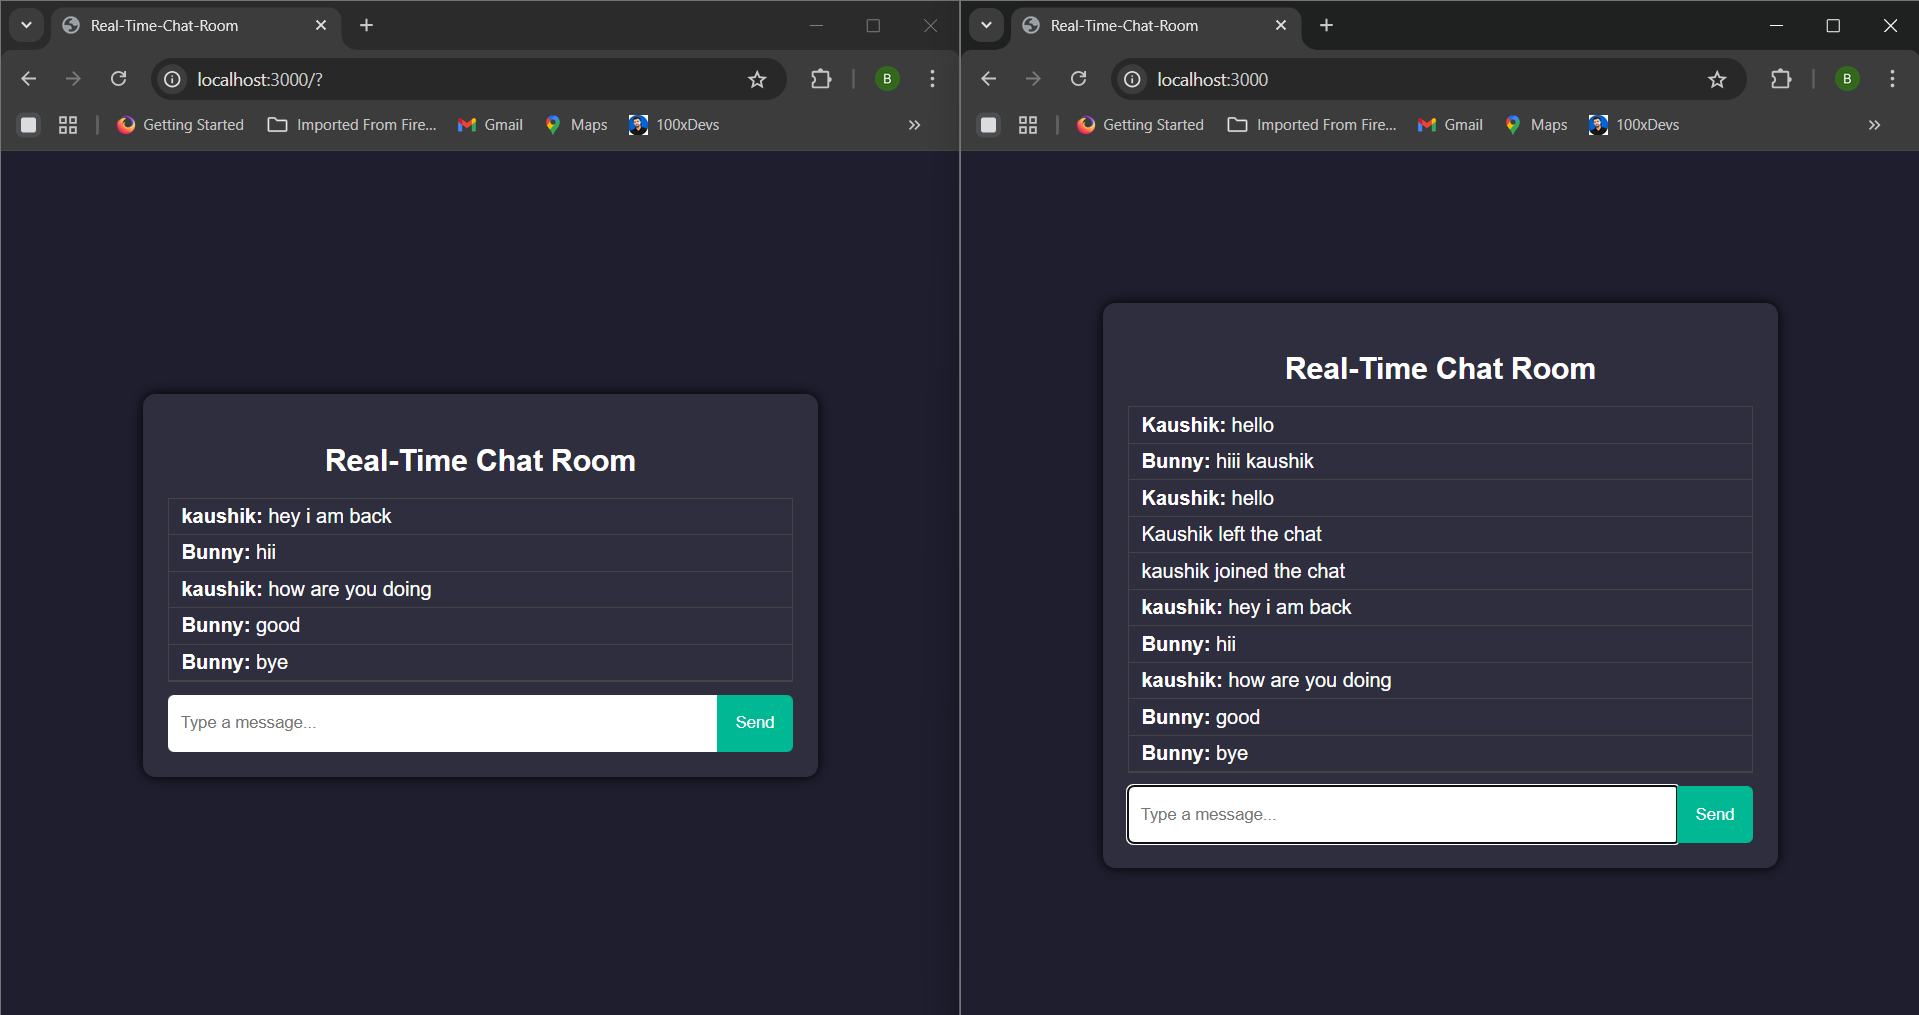 Real-Time-Chat-Room
localhost:3000/?
B
Getting Started
Imported From Fire...
Gmail
Maps
100xDevs
Real-Time Chat Room
kaushik: hey i am back
Bunny: hii
kaushik: how are you doing
Bunny: good
Bunny: bye
Type a message...
Send
Real-Time-Chat-Room
localhost:3000
B
Getting Started
Imported From Fire...
Gmail
Maps
100xDevs
Real-Time Chat Room
Kaushik: hello
Bunny: hiii kaushik
Kaushik: hello
Kaushik left the chat
kaushik joined the chat
kaushik: hey i am back
Bunny: hii
kaushik: how are you doing
Bunny: good
Bunny: bye
Type a message...
Send